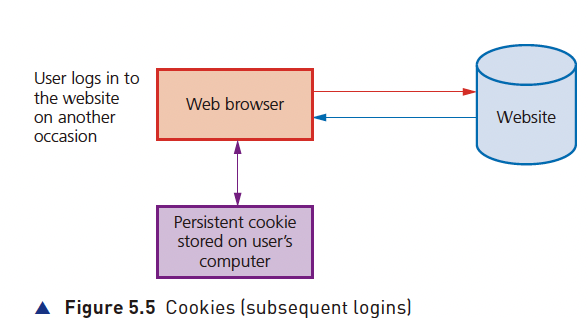 User logs in to
the website
on another
occasion
Web browser
Website
Persistent cookie
stored on user's
computer
▲ Figure 5.5 Cookies (subsequent logins)